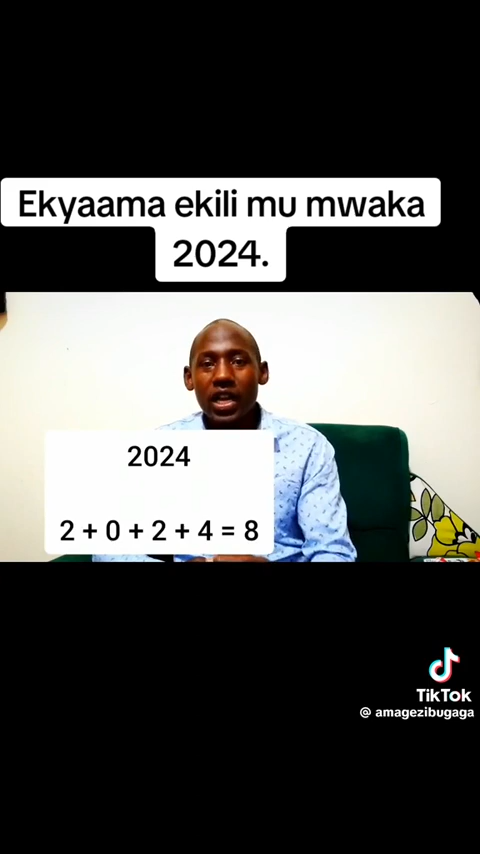 Ekyaama ekili mu mwaka
2024.
2024
2 + 0 + 2 + 4 = 8
TikTok
@ amagezibugaga